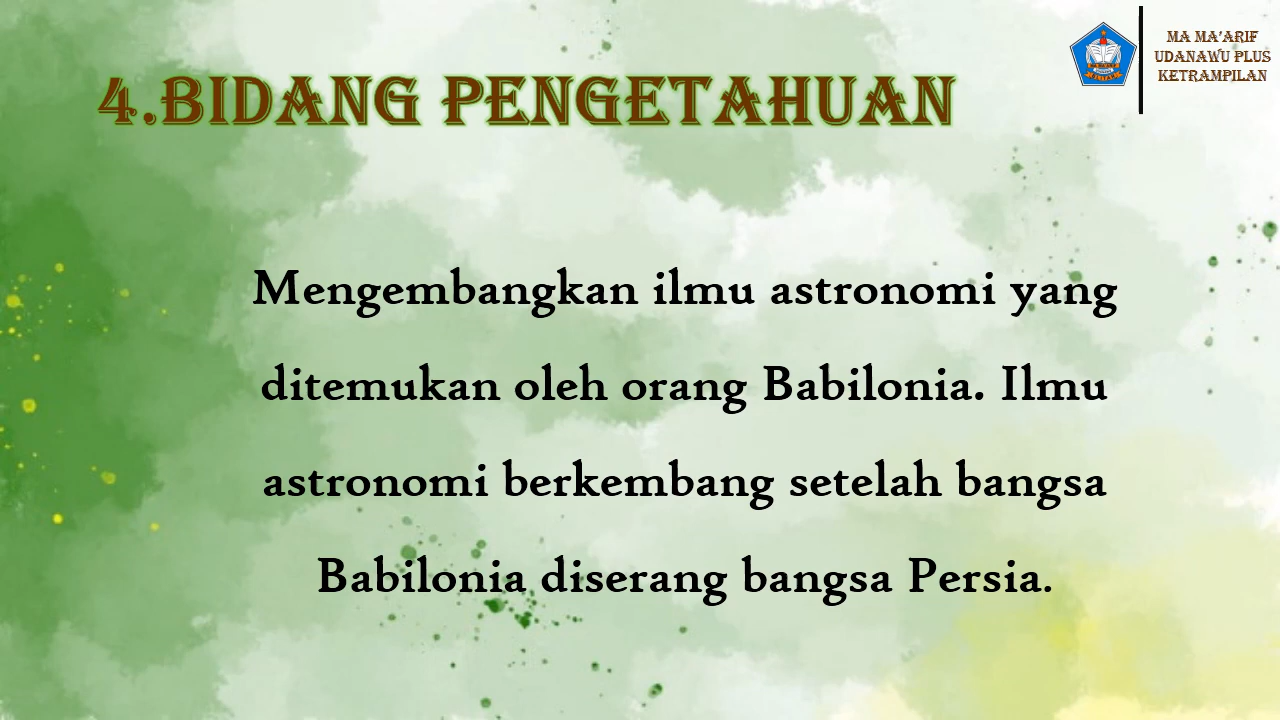 MA MA'ARIF
UDANAWU PLUS
KETRAMPILAN
4.BIDANG PENGETAHUAN
Mengembangkan ilmu astronomi yang
ditemukan oleh orang Babilonia. Ilmu
astronomi berkembang setelah bangsa
Babilonia diserang bangsa Persia.